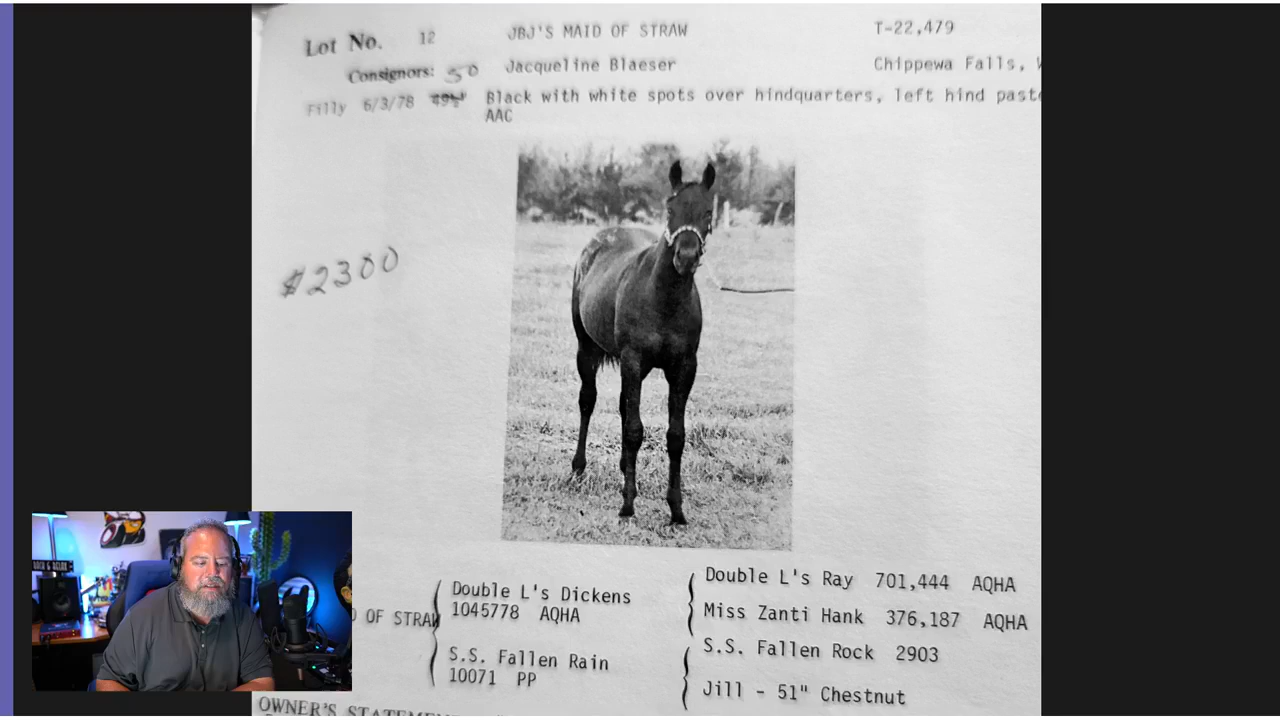 Lot No. 12 JBJ'S MAID OF STRAW T-22,479
Consignors: 50 Jacqueline Blaeser Chippewa Falls,
Filly 6/3/78 Black with white spots over hindquarters, left hind
AAC
$2300
Double L's Ray 701,444 AQHA
Double L's Dickens
1045778 AQHA
Miss Zanti Hank 376,187 AQHA
OF STRAW
S.S. Fallen Rock 2903
S.S. Fallen Rain
10071 PP
Jill - 51" Chestnut
OWNER'S
ROCK & RELAX